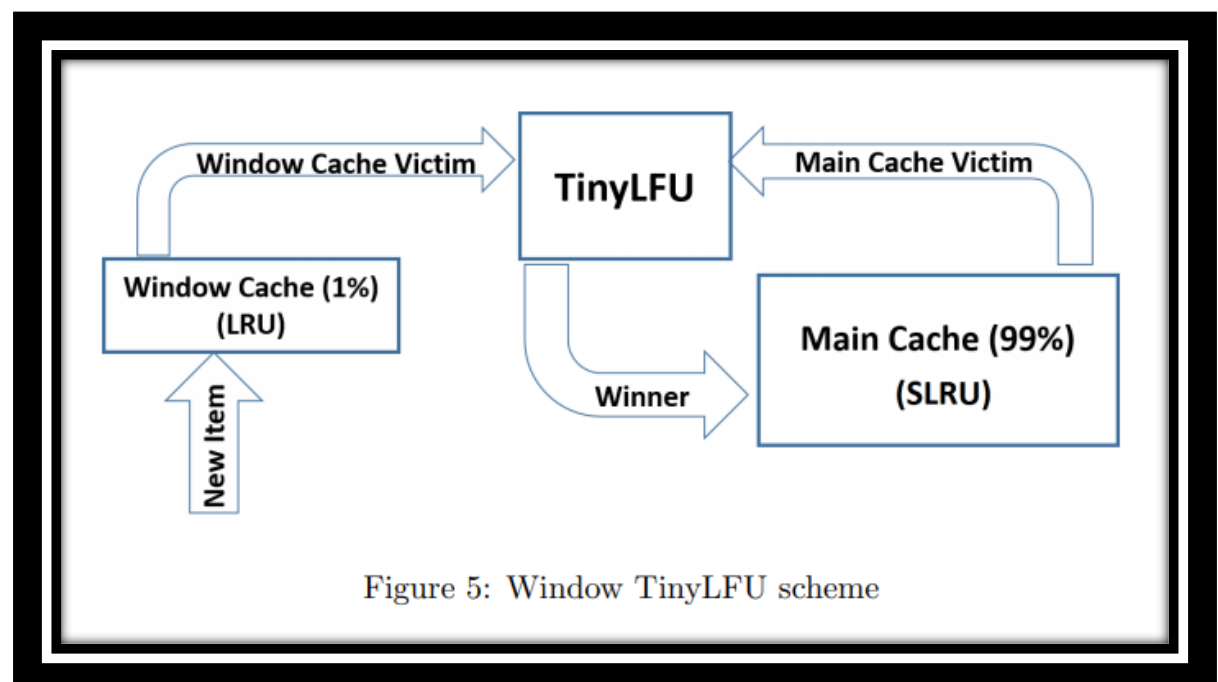 Window Cache Victim
TinyLFU
Main Cache Victim
Window Cache (1%)
(LRU)
Main Cache (99%)
(SLRU)
Winner
New Item
Figure 5: Window TinyLFU scheme